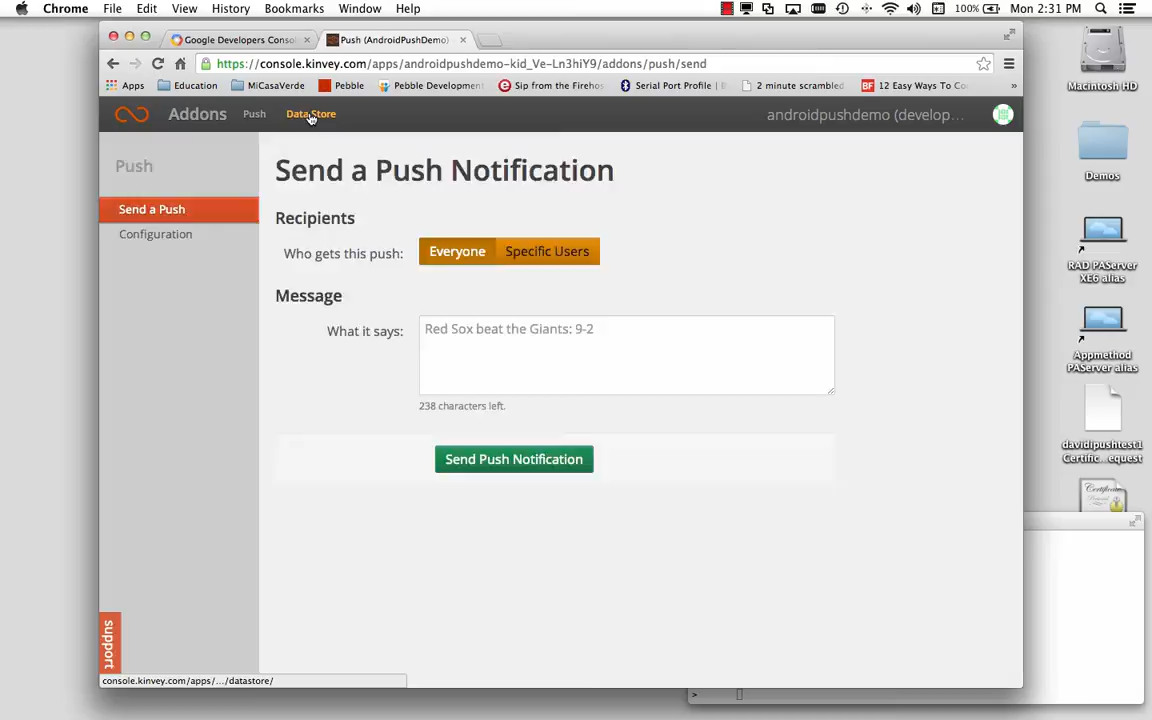 Chrome File Edit View History Bookmarks Window Help 100% Mon 2:31 PM
Google Developers Conso × Push (AndroidPushDemo) ×
https://console.kinvey.com/apps/androidpushdemo-kid_Ve-Ln3hiY9/addons/push/send
Apps Education MiCasaVerde Pebble Pebble Development Sip from the Firehos Serial Port Profile | 2 minute scrambled BF 12 Easy Ways To Co »
Addons Push Data Store androidpushdemo (develop...
Macintosh HD
Push
Send a Push Notification
Send a Push
Configuration
Recipients
Who gets this push: Everyone Specific Users
Message
What it says: Red Sox beat the Giants: 9-2
238 characters left.
Send Push Notification
Demos
RAD PAServer
XE6 alias
Appmethod
PAServer alias
davidipushtest1
Certific...equest
Certificate
support
console.kinvey.com/apps/.../datastore/
>